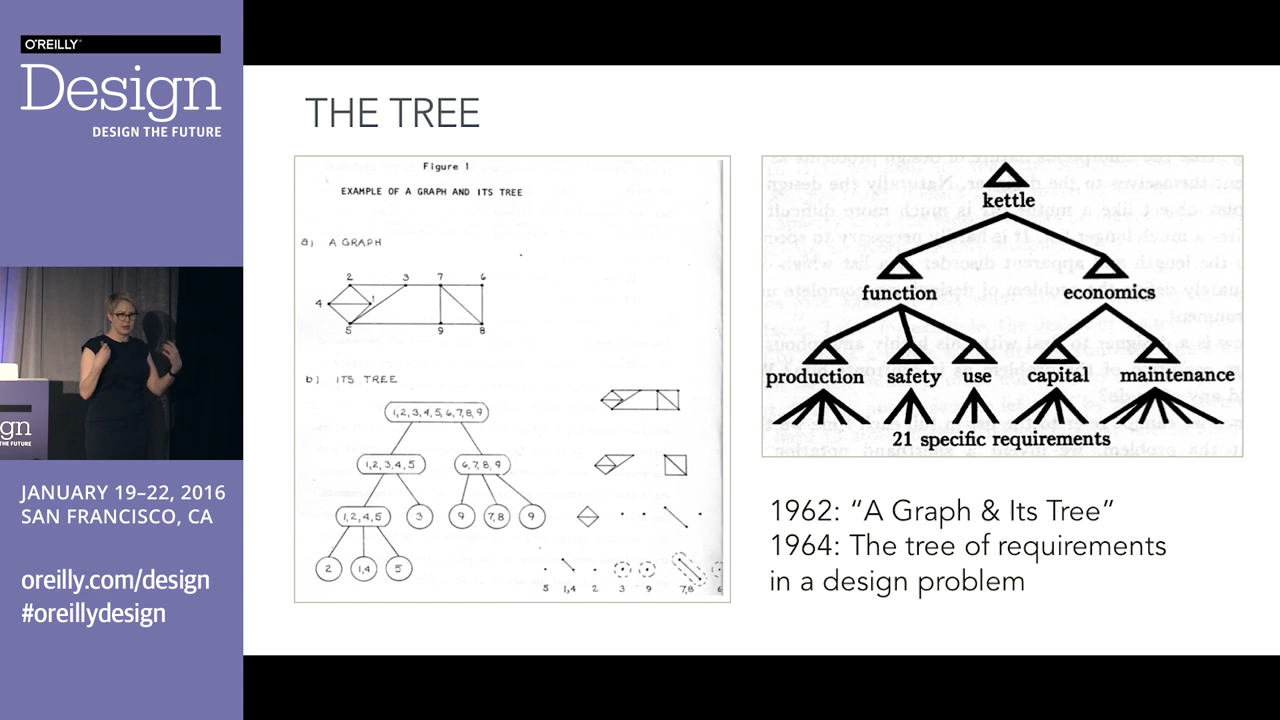 O'REILLY®
Design
DESIGN THE FUTURE
gn
THE FUTURE
JANUARY 19–22, 2016
SAN FRANCISCO, CA
oreilly.com/design
#oreillydesign
THE TREE
Figure 1
EXAMPLE OF A GRAPH AND ITS TREE
a) A GRAPH
2 3 7 6
4 1
5 9 8
b) ITS TREE
1,2,3,4,5,6,7,8,9
1,2,3,4,5 6,7,8,9
1,2,4,5 3 9 7,8 9
2 1,4 5
5 1,4 2 3 9 7,8 6
kettle
function economics
production safety use capital maintenance
21 specific requirements
1962: “A Graph & Its Tree”
1964: The tree of requirements
in a design problem